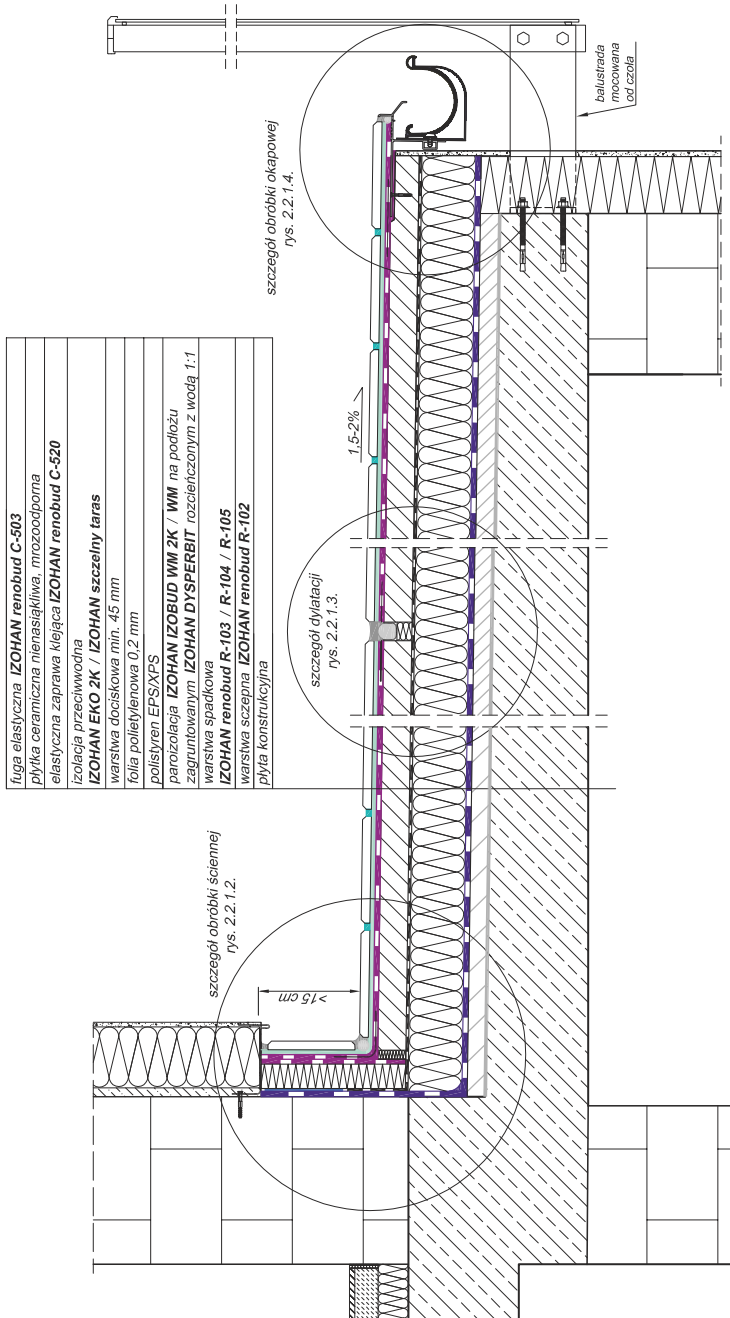 fuga elastyczna IZOHAN renobud C-503
płytka ceramiczna nienasiąkliwa, mrozoodporna
elastyczna zaprawa klejąca IZOHAN renobud C-520
izolacja przeciwwodna
IZOHAN EKO 2K / IZOHAN szczelny taras
warstwa dociskowa min. 45 mm
folia polietylenowa 0,2 mm
polistyren EPS/XPS
paroizolacja IZOHAN IZOBUD WM 2K / WM na podłożu
zagruntowanym IZOHAN DYSPERBIT rozcieńczonym z wodą 1:1
warstwa spadkowa
IZOHAN renobud R-103 / R-104 / R-105
warstwa sczepna IZOHAN renobud R-102
płyta konstrukcyjna
szczegół obróbki ściennej
rys. 2.2.1.2.
>15 cm
szczegół dylatacji
rys. 2.2.1.3.
1,5-2%
szczegół obróbki okapowej
rys. 2.2.1.4.
balustrada
mocowana
od czoła